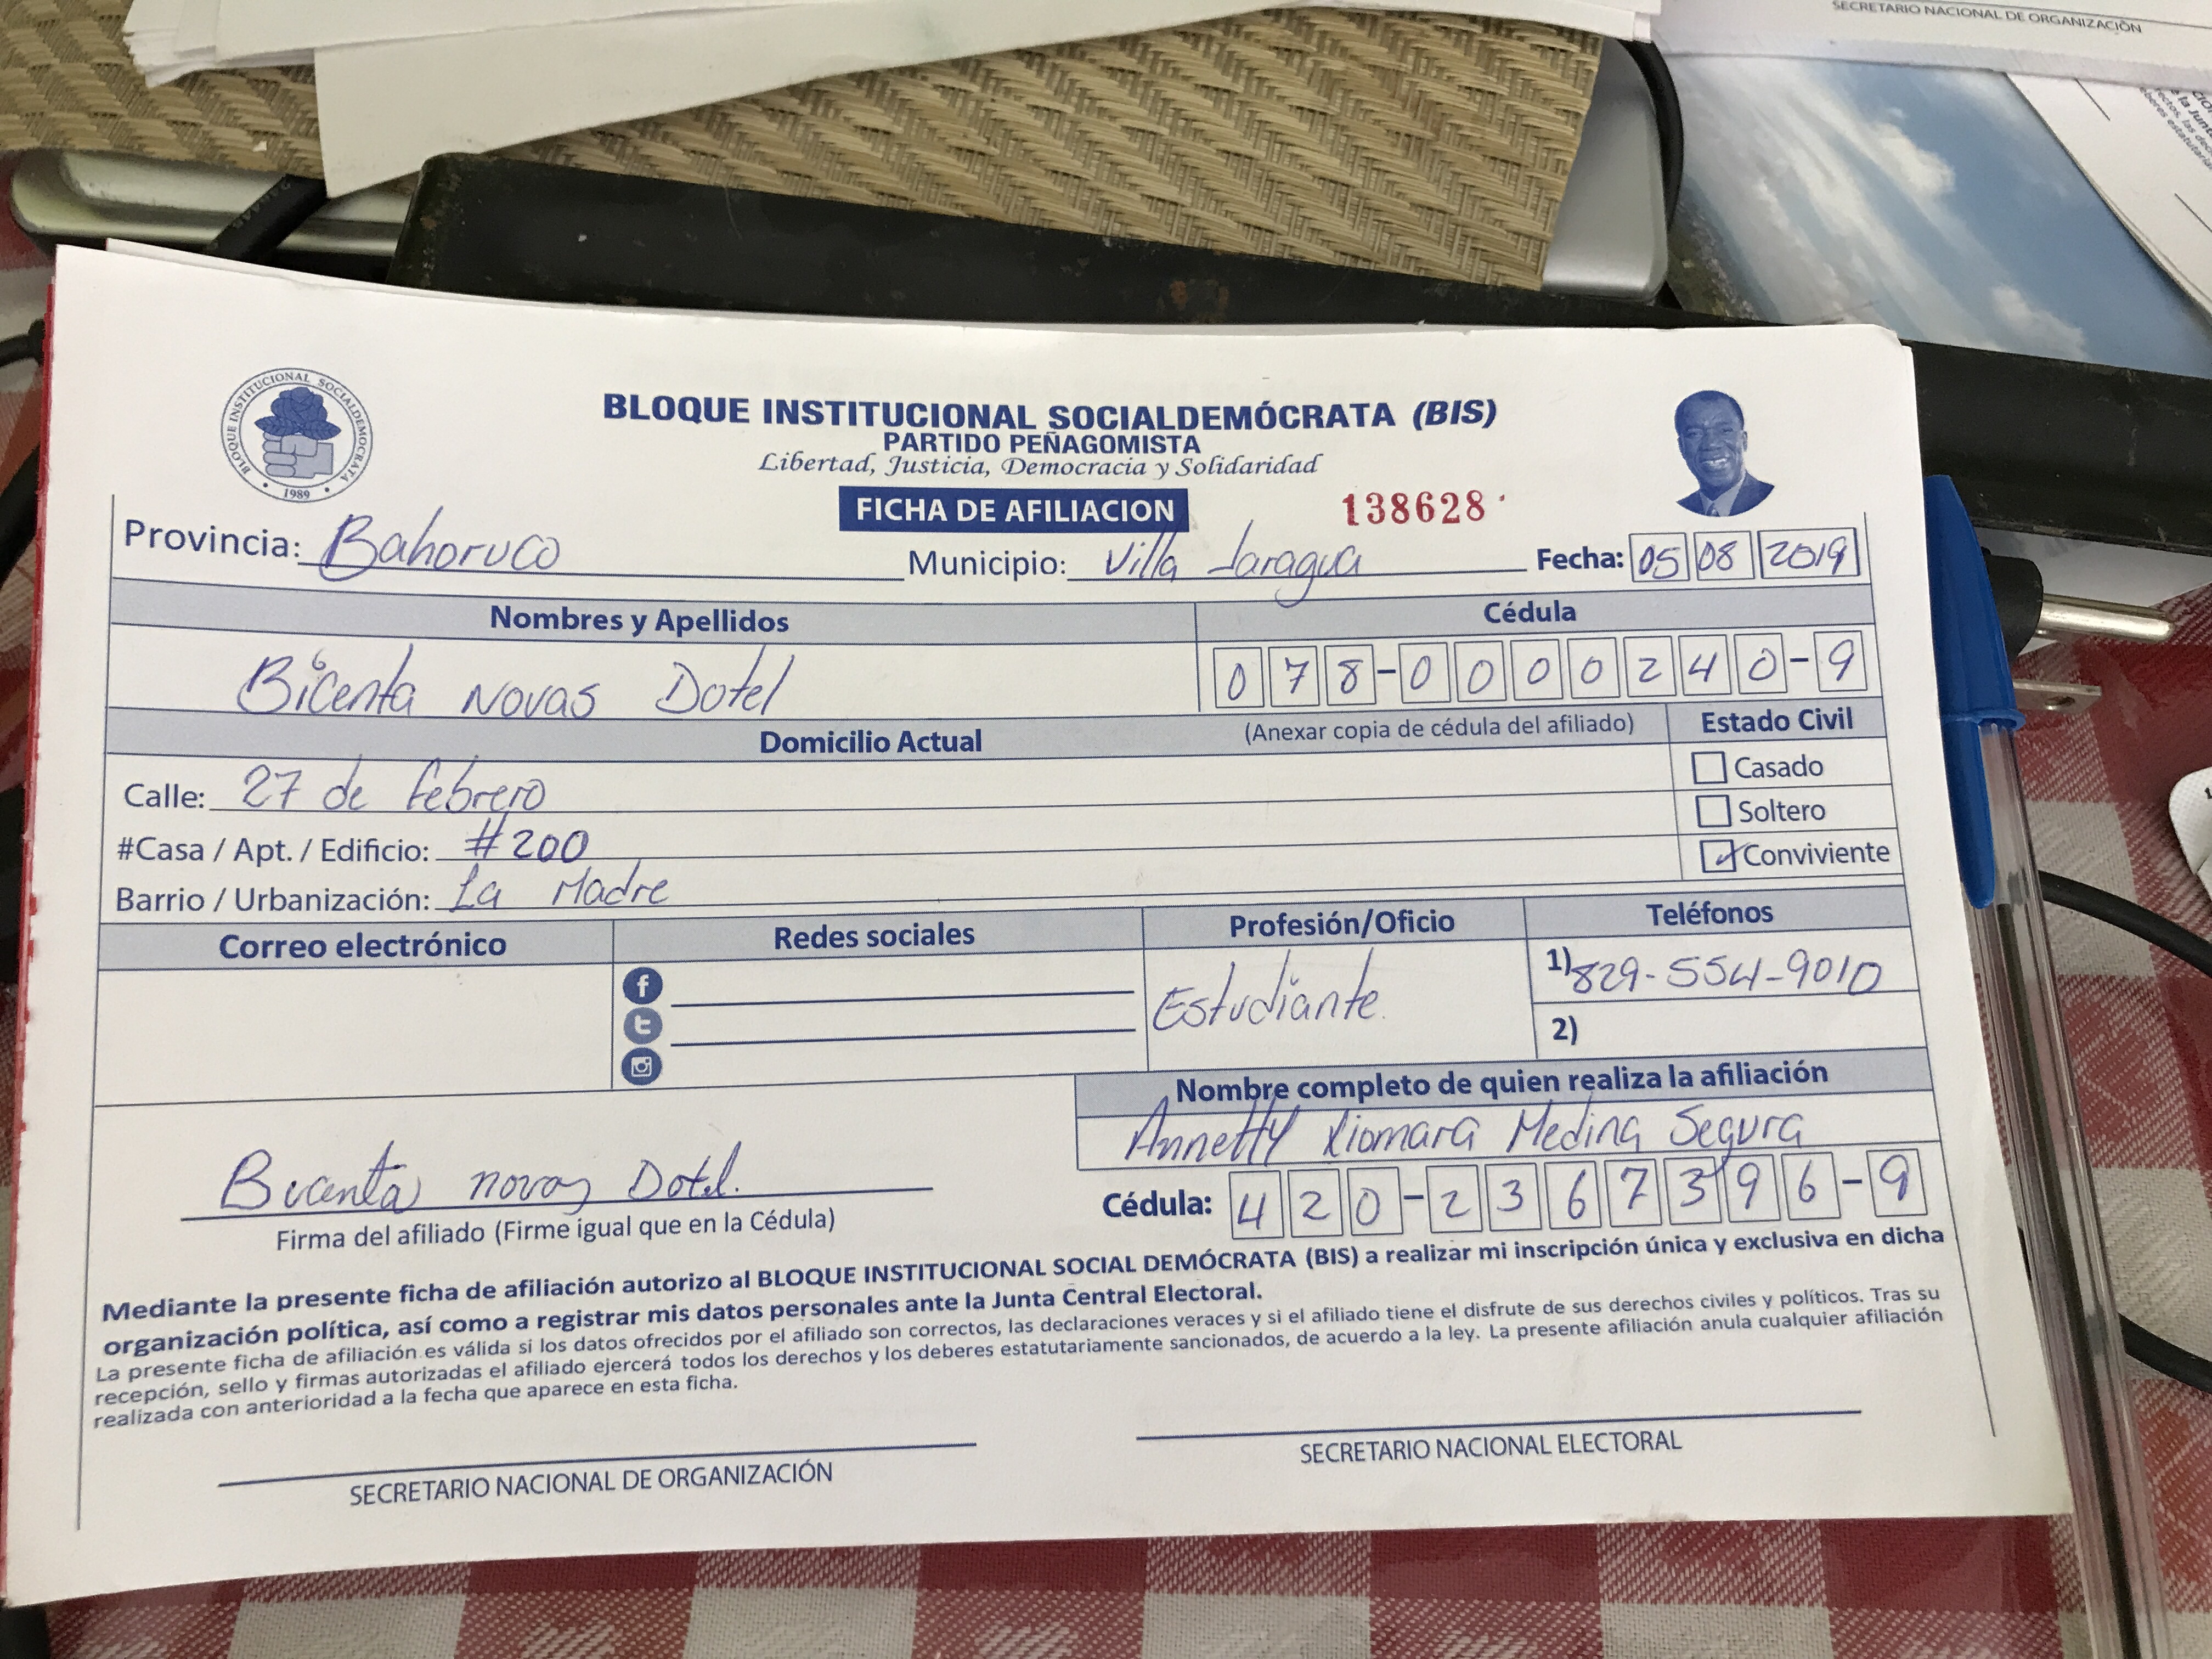 SECRETARIO NACIONAL DE ORGANIZACIÓN
BLOQUE INSTITUCIONAL SOCIALDEMOCRATA
1989
BLOQUE INSTITUCIONAL SOCIALDEMÓCRATA (BIS)
PARTIDO PEÑAGOMISTA
Libertad, Justicia, Democracia y Solidaridad
FICHA DE AFILIACION 138628
Provincia: Bahoruco Municipio: Villa Jaragua Fecha: 05 08 2019
Nombres y Apellidos Cédula
Bicenta Novas Dotel 078-0000240-9
Domicilio Actual (Anexar copia de cédula del afiliado) Estado Civil
Calle: 27 de febrero Casado
Soltero
#Casa / Apt. / Edificio: #200 Conviviente
Barrio / Urbanización: La Madre
Correo electrónico Redes sociales Profesión/Oficio Teléfonos
1) 829-554-9010
Estudiante.
2)
Nombre completo de quien realiza la afiliación
Annetty Xiomara Medina Segura
Bicenta novas Dotel. Cédula: 420-2367396-9
Firma del afiliado (Firme igual que en la Cédula)
Mediante la presente ficha de afiliación autorizo al BLOQUE INSTITUCIONAL SOCIAL DEMÓCRATA (BIS) a realizar mi inscripción única y exclusiva en dicha
organización política, así como a registrar mis datos personales ante la Junta Central Electoral.
La presente ficha de afiliación es válida si los datos ofrecidos por el afiliado son correctos, las declaraciones veraces y si el afiliado tiene el disfrute de sus derechos civiles y políticos. Tras su
recepción, sello y firmas autorizadas el afiliado ejercerá todos los derechos y los deberes estatutariamente sancionados, de acuerdo a la ley. La presente afiliación anula cualquier afiliación
realizada con anterioridad a la fecha que aparece en esta ficha.
SECRETARIO NACIONAL DE ORGANIZACIÓN SECRETARIO NACIONAL ELECTORAL